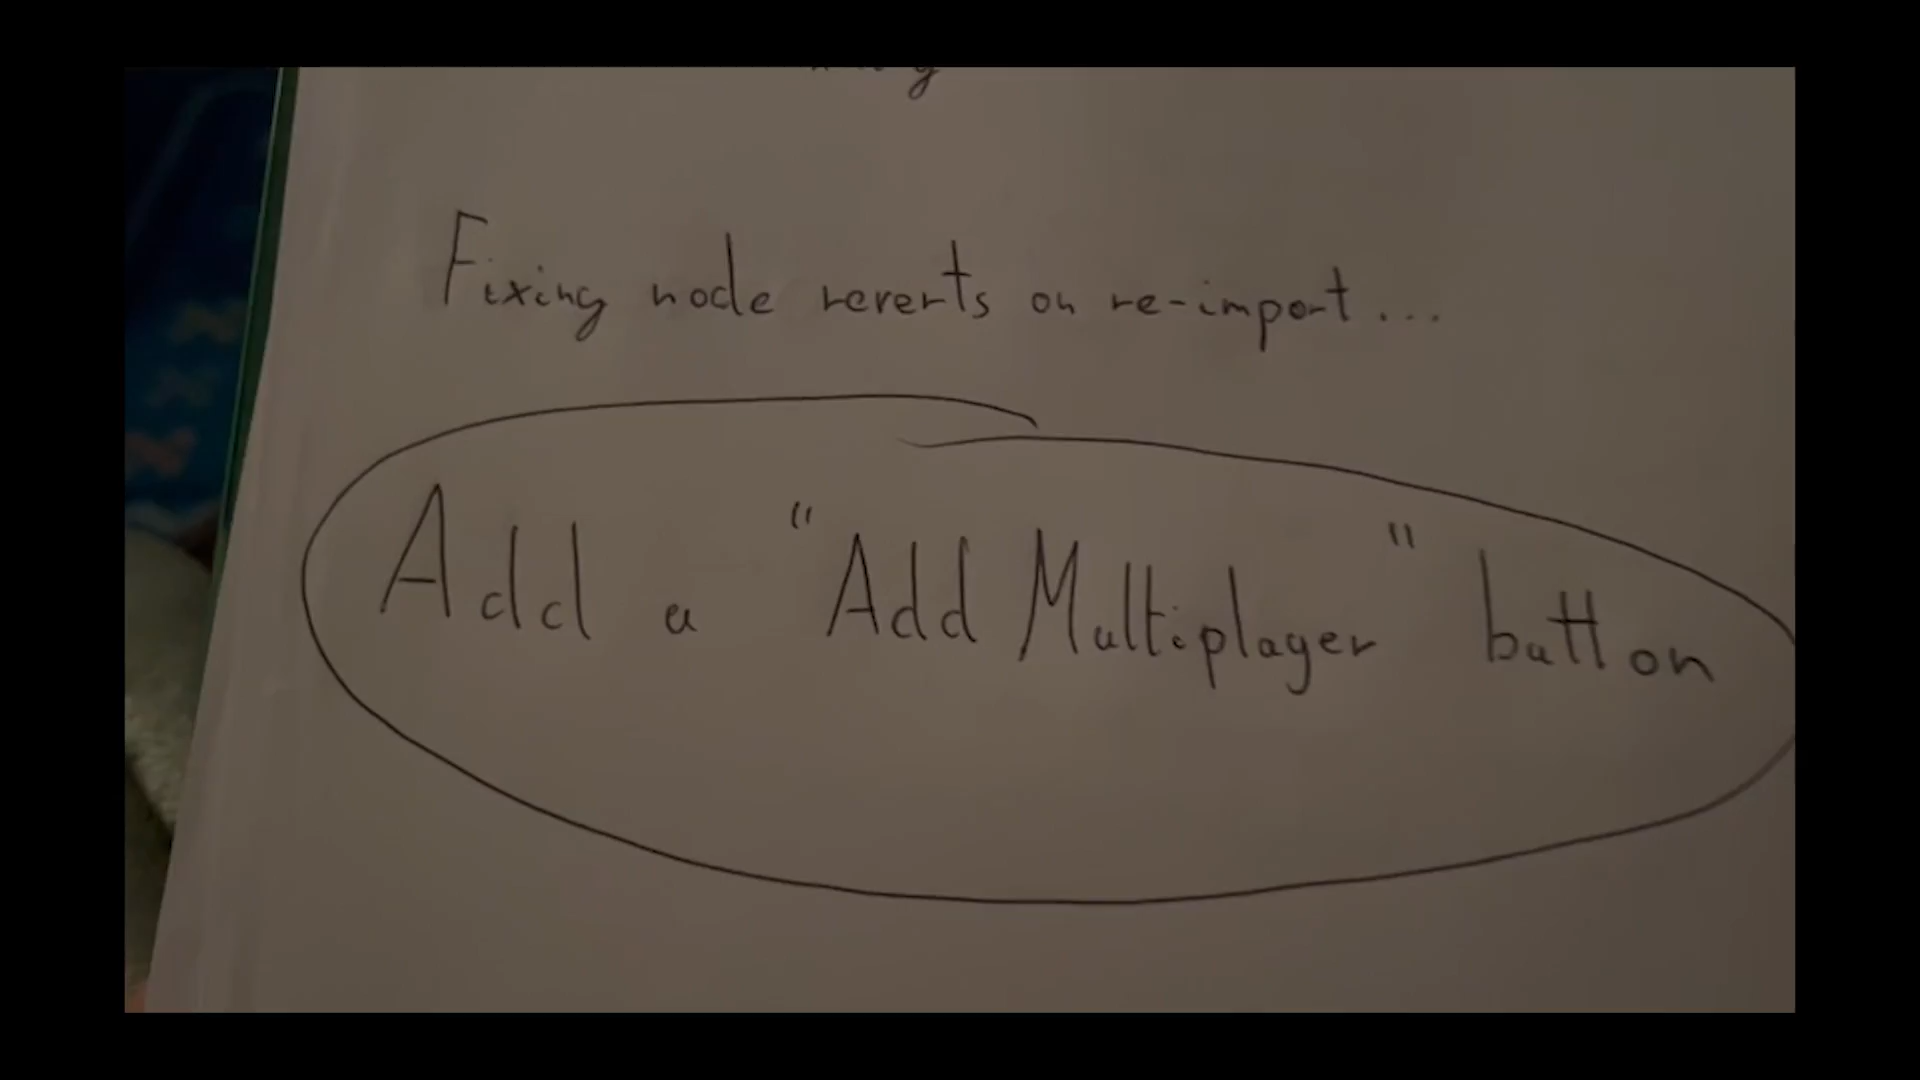 Fixing node reverts on re-import...
Add a "Add Multiplayer" button